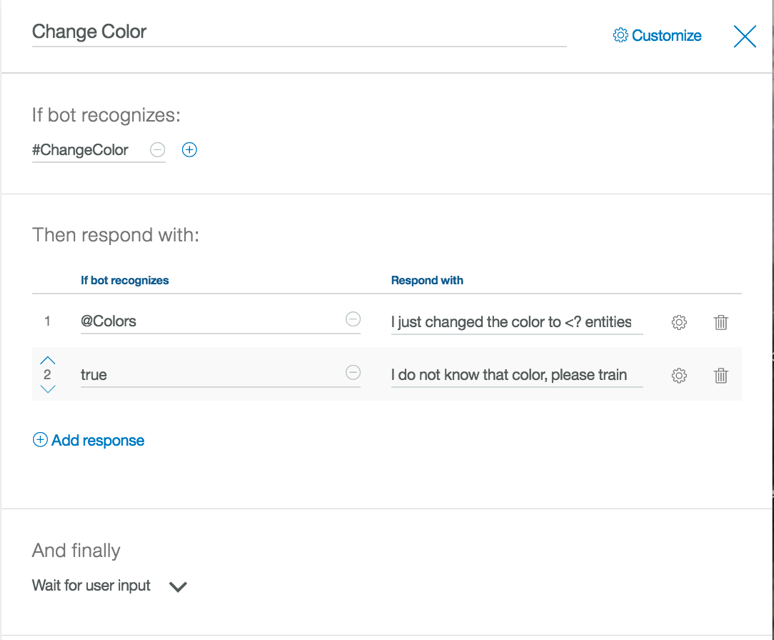 Change Color
Customize
If bot recognizes:
#ChangeColor
Then respond with:
If bot recognizes Respond with
1 @Colors I just changed the color to <? entities
2 true I do not know that color, please train
Add response
And finally
Wait for user input